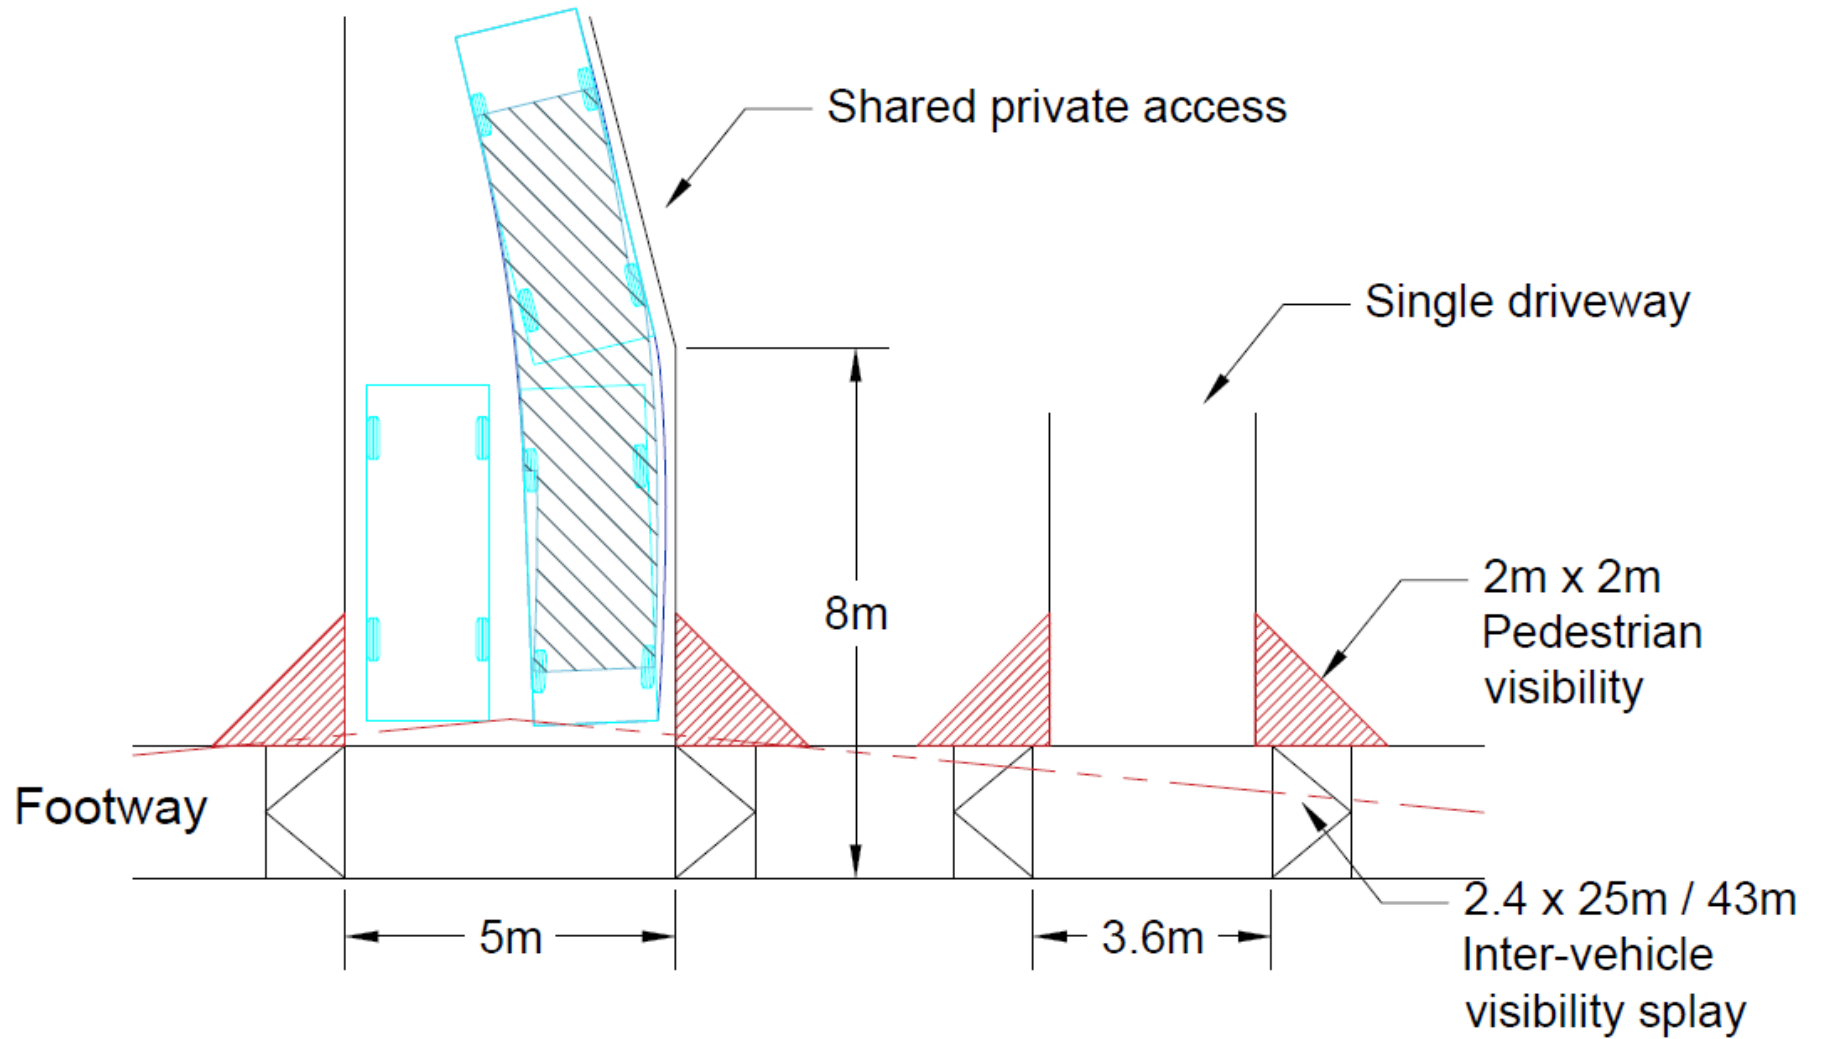 Shared private access
Single driveway
2m x 2m
Pedestrian
visibility
8m
Footway
5m
3.6m
2.4 x 25m / 43m
Inter-vehicle
visibility splay